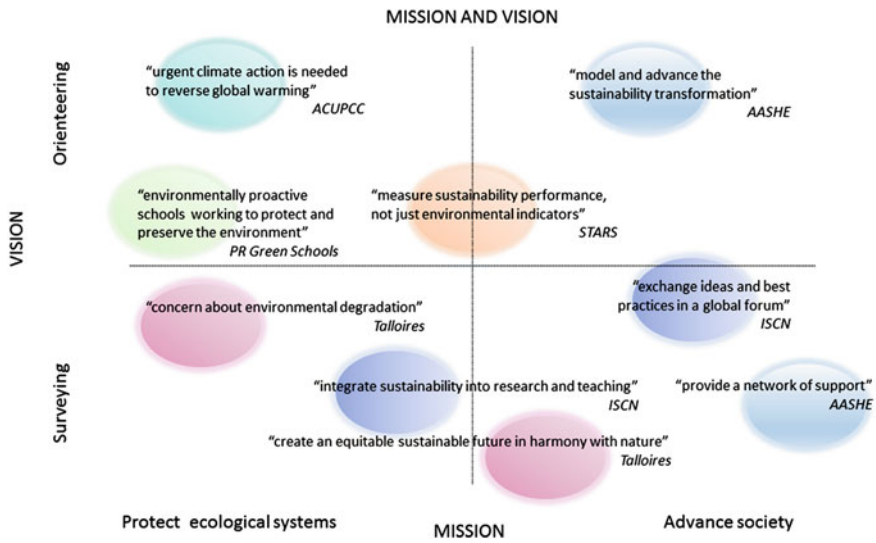 MISSION AND VISION
Orienteering
“urgent climate action is needed
to reverse global warming”
ACUPCC
“model and advance the
sustainability transformation”
AASHE
“environmentally proactive
schools working to protect and
preserve the environment”
PR Green Schools
“measure sustainability performance,
not just environmental indicators”
STARS
VISION
Surveying
“concern about environmental degradation”
Talloires
“exchange ideas and best
practices in a global forum”
ISCN
“integrate sustainability into research and teaching”
ISCN
“provide a network of support”
AASHE
“create an equitable sustainable future in harmony with nature”
Talloires
Protect ecological systems
MISSION
Advance society